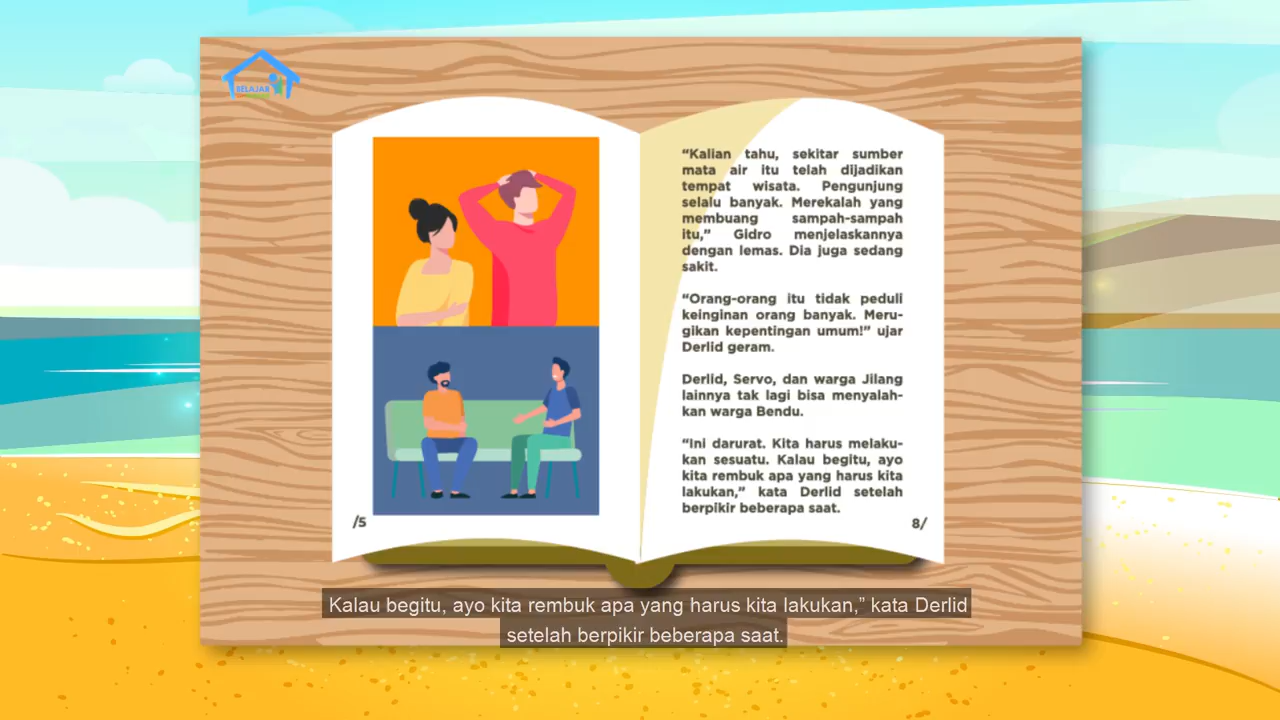 BELAJAR
“Kalian tahu, sekitar sumber
mata air itu telah dijadikan
tempat wisata. Pengunjung
selalu banyak. Merekalah yang
membuang sampah-sampah
itu,” Gidro menjelaskannya
dengan lemas. Dia juga sedang
sakit.
“Orang-orang itu tidak peduli
keinginan orang banyak. Meru-
gikan kepentingan umum!” ujar
Derlid geram.
Derlid, Servo, dan warga Jilang
lainnya tak lagi bisa menyalah-
kan warga Bendu.
“Ini darurat. Kita harus melaku-
kan sesuatu. Kalau begitu, ayo
kita rembuk apa yang harus kita
lakukan,” kata Derlid setelah
berpikir beberapa saat.
/5
8/
Kalau begitu, ayo kita rembuk apa yang harus kita lakukan,” kata Derlid
setelah berpikir beberapa saat.